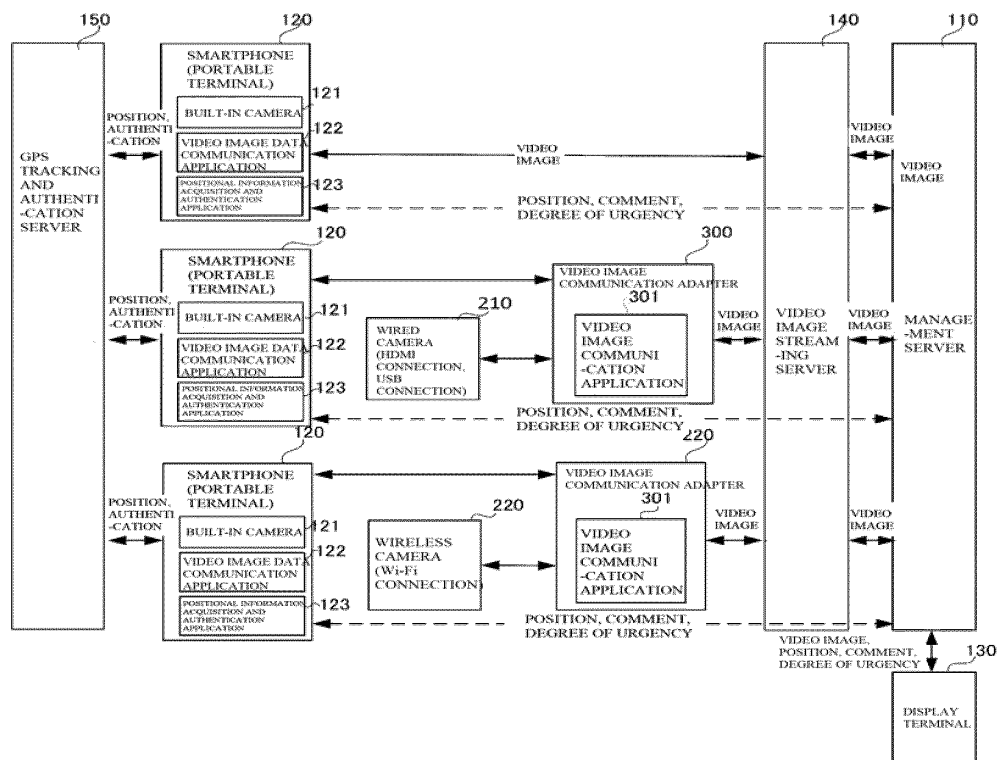 150
120
140
110
SMARTPHONE
(PORTABLE
TERMINAL)
BUILT-IN CAMERA
121
VIDEO IMAGE DATA
COMMUNICATION
APPLICATION
122
POSITIONAL INFORMATION
ACQUISITION AND
AUTHENTICATION
APPLICATION
123
GPS
TRACKING
AND
AUTHENTI
-CATION
SERVER
POSITION,
AUTHENTI
-CATION
VIDEO
IMAGE
VIDEO
IMAGE
VIDEO
IMAGE
POSITION, COMMENT,
DEGREE OF URGENCY
120
SMARTPHONE
(PORTABLE
TERMINAL)
BUILT-IN CAMERA
121
VIDEO IMAGE DATA
COMMUNICATION
APPLICATION
122
POSITIONAL INFORMATION
ACQUISITION AND
AUTHENTICATION
APPLICATION
123
POSITION,
AUTHENTI
-CATION
210
WIRED
CAMERA
(HDMI
CONNECTION,
USB
CONNECTION)
300
VIDEO IMAGE
COMMUNICATION ADAPTER
301
VIDEO
IMAGE
COMMUNI
-CATION
APPLICATION
VIDEO
IMAGE
VIDEO
IMAGE
STREAM
-ING
SERVER
VIDEO
IMAGE
MANAGE
-MENT
SERVER
POSITION, COMMENT,
DEGREE OF URGENCY
120
SMARTPHONE
(PORTABLE
TERMINAL)
BUILT-IN CAMERA
121
VIDEO IMAGE DATA
COMMUNICATION
APPLICATION
122
POSITIONAL INFORMATION
ACQUISITION AND
AUTHENTICATION
APPLICATION
123
POSITION,
AUTHENTI
-CATION
220
WIRELESS
CAMERA
(Wi-Fi
CONNECTION)
220
VIDEO IMAGE
COMMUNICATION ADAPTER
301
VIDEO
IMAGE
COMMUNI
-CATION
APPLICATION
VIDEO
IMAGE
VIDEO
IMAGE
POSITION, COMMENT,
DEGREE OF URGENCY
VIDEO IMAGE,
POSITION, COMMENT,
DEGREE OF URGENCY
130
DISPLAY
TERMINAL